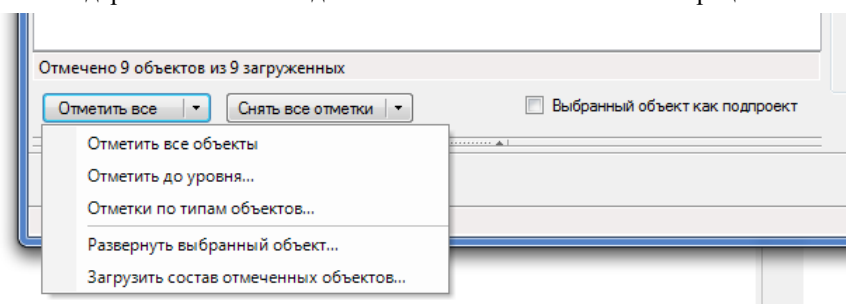 Отмечено 9 объектов из 9 загруженных
Отметить все
Снять все отметки
Выбранный объект как подпроект
Отметить все объекты
Отметить до уровня...
Отметки по типам объектов...
Развернуть выбранный объект...
Загрузить состав отмеченных объектов...